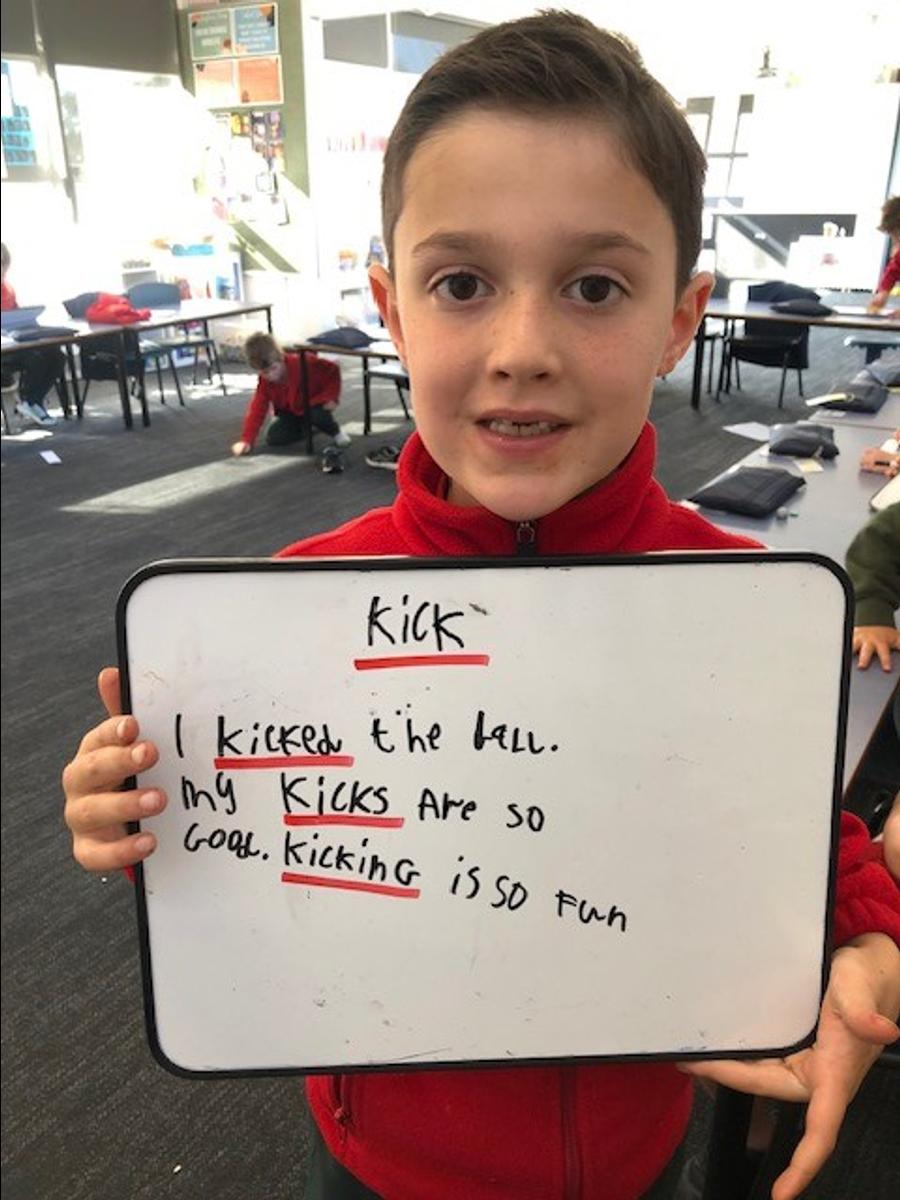 KicK
I kicked the ball.
my Kicks Are so
Good. KickinG is so Fun